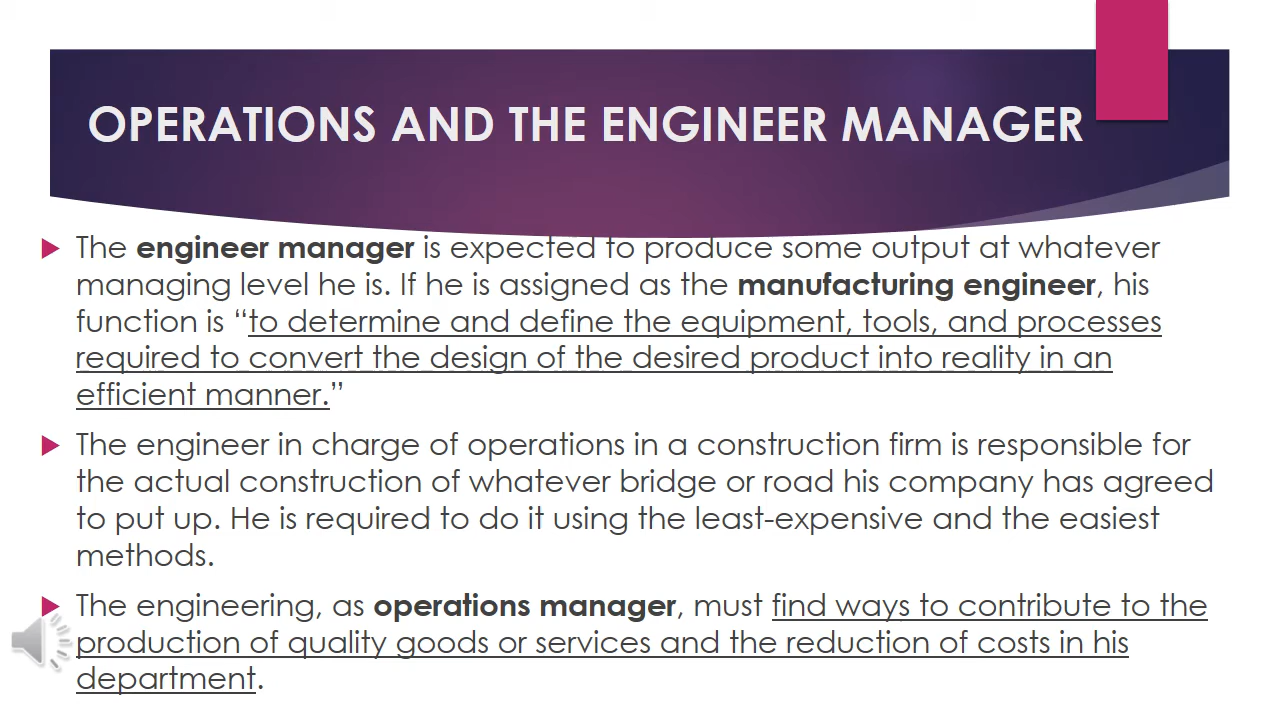 OPERATIONS AND THE ENGINEER MANAGER
The engineer manager is expected to produce some output at whatever
managing level he is. If he is assigned as the manufacturing engineer, his
function is “to determine and define the equipment, tools, and processes
required to convert the design of the desired product into reality in an
efficient manner.”
The engineer in charge of operations in a construction firm is responsible for
the actual construction of whatever bridge or road his company has agreed
to put up. He is required to do it using the least-expensive and the easiest
methods.
The engineering, as operations manager, must find ways to contribute to the
production of quality goods or services and the reduction of costs in his
department.